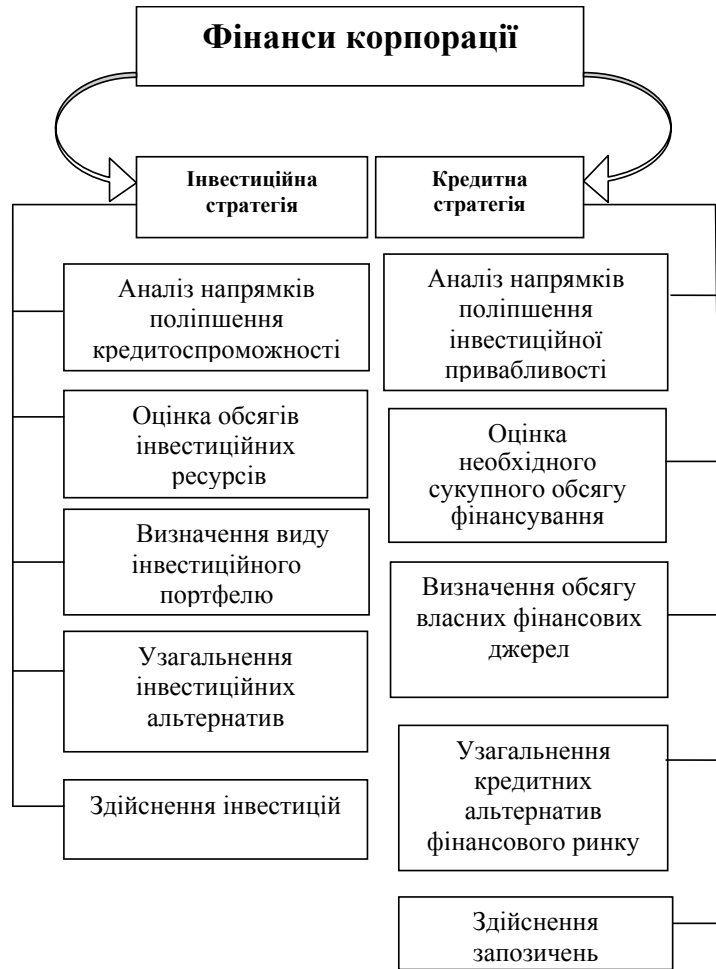 Фінанси корпорації
Інвестиційна
стратегія
Аналіз напрямків
поліпшення
кредитоспроможності
Оцінка обсягів
інвестиційних
ресурсів
Визначення виду
інвестиційного
портфелю
Узагальнення
інвестиційних
альтернатив
Здійснення інвестицій
Кредитна
стратегія
Аналіз напрямків
поліпшення
інвестиційної
привабливості
Оцінка
необхідного
сукупного обсягу
фінансування
Визначення обсягу
власних фінансових
джерел
Узагальнення
кредитних
альтернатив
фінансового ринку
Здійснення
запозичень